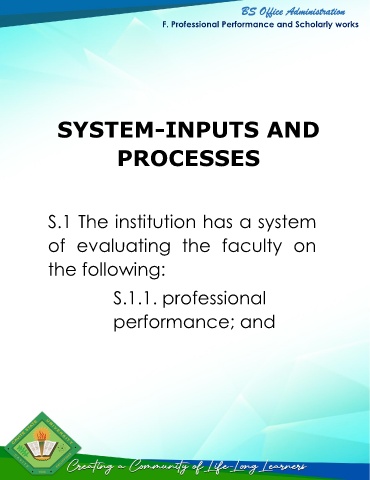 BS Office Administration
F. Professional Performance and Scholarly works
SYSTEM-INPUTS AND
PROCESSES
S.1 The institution has a system
of evaluating the faculty on
the following:
S.1.1. professional
performance; and
Creating a Community of Life-Long Learners